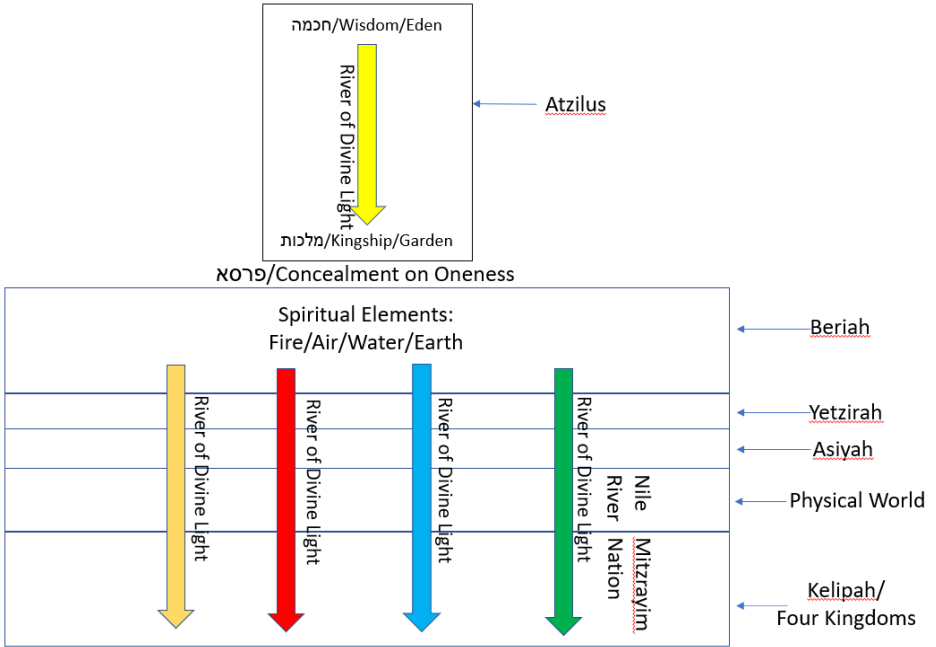 חכמה/Wisdom/Eden
River of Divine Light
Atzilus
מלכות/Kingship/Garden
פרסא/Concealment on Oneness
Spiritual Elements:
Fire/Air/Water/Earth
Beriah
River of Divine Light
River of Divine Light
River of Divine Light
River of Divine Light
Yetzirah
Asiyah
Nile
River
Physical World
Mitzrayim
Nation
Kelipah/
Four Kingdoms